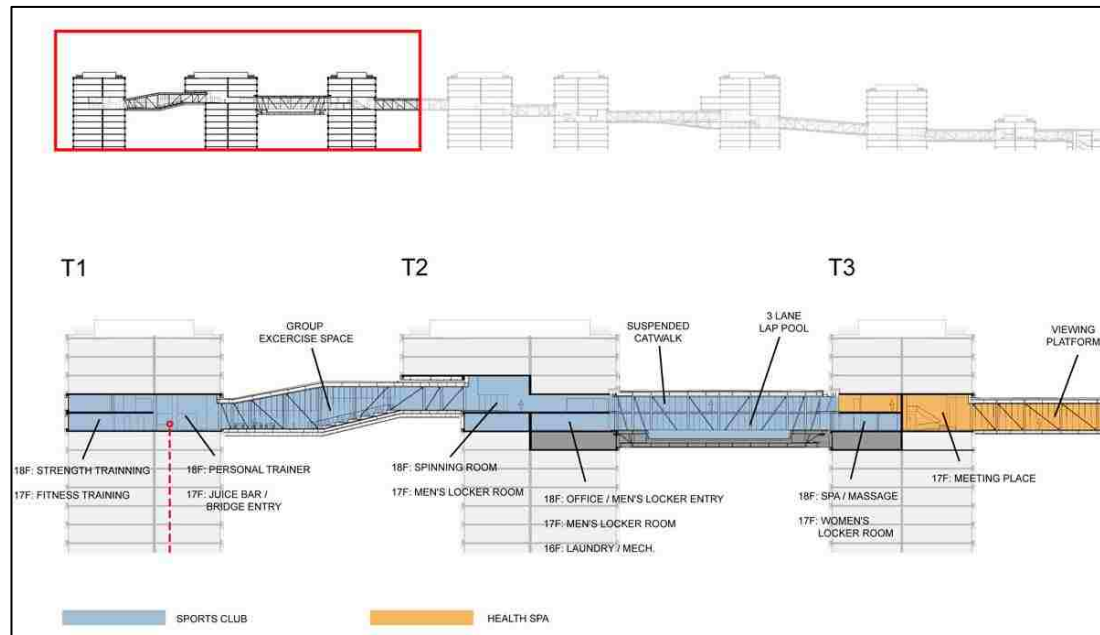 T1
T2
T3
GROUP
EXCERCISE SPACE
SUSPENDED
CATWALK
3 LANE
LAP POOL
VIEWING
PLATFORM
18F: STRENGTH TRAINNING
17F: FITNESS TRAINING
18F: PERSONAL TRAINER
17F: JUICE BAR /
BRIDGE ENTRY
18F: SPINNING ROOM
17F: MEN'S LOCKER ROOM
18F: OFFICE / MEN'S LOCKER ENTRY
17F: MEN'S LOCKER ROOM
16F: LAUNDRY / MECH.
18F: SPA / MASSAGE
17F: WOMEN'S
LOCKER ROOM
17F: MEETING PLACE
SPORTS CLUB
HEALTH SPA